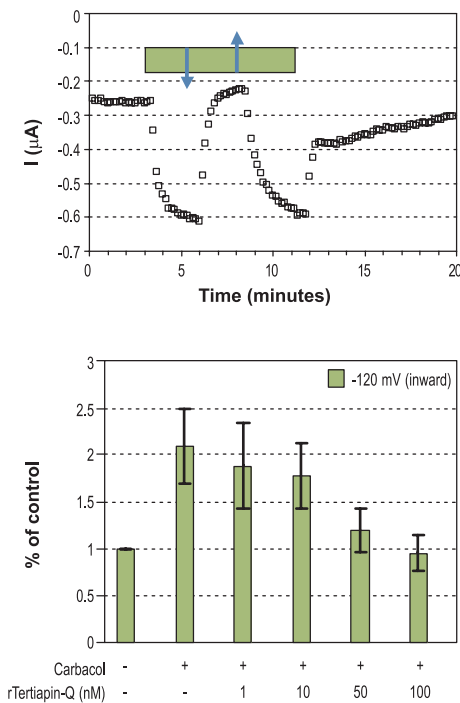 0
-0.1
-0.2
-0.3
-0.4
-0.5
-0.6
-0.7
I (μA)
0 5 10 15 20
Time (minutes)
3
2.5
2
1.5
1
0.5
0
% of control
-120 mV (inward)
Carbacol - + + + + +
rTertiapin-Q (nM) - - 1 10 50 100